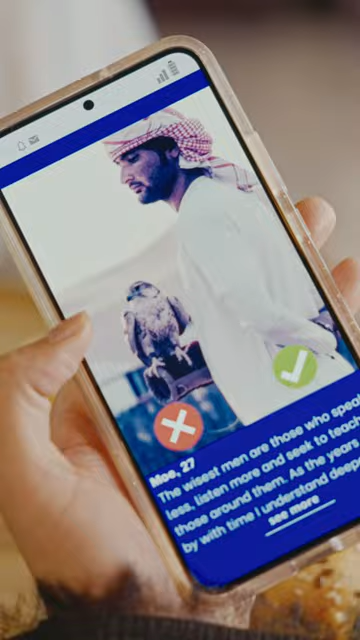 Moe, 27
The wisest men are those who speak
less, listen more and seek to teach
those around them. As the years
by with time I understand deep
see more